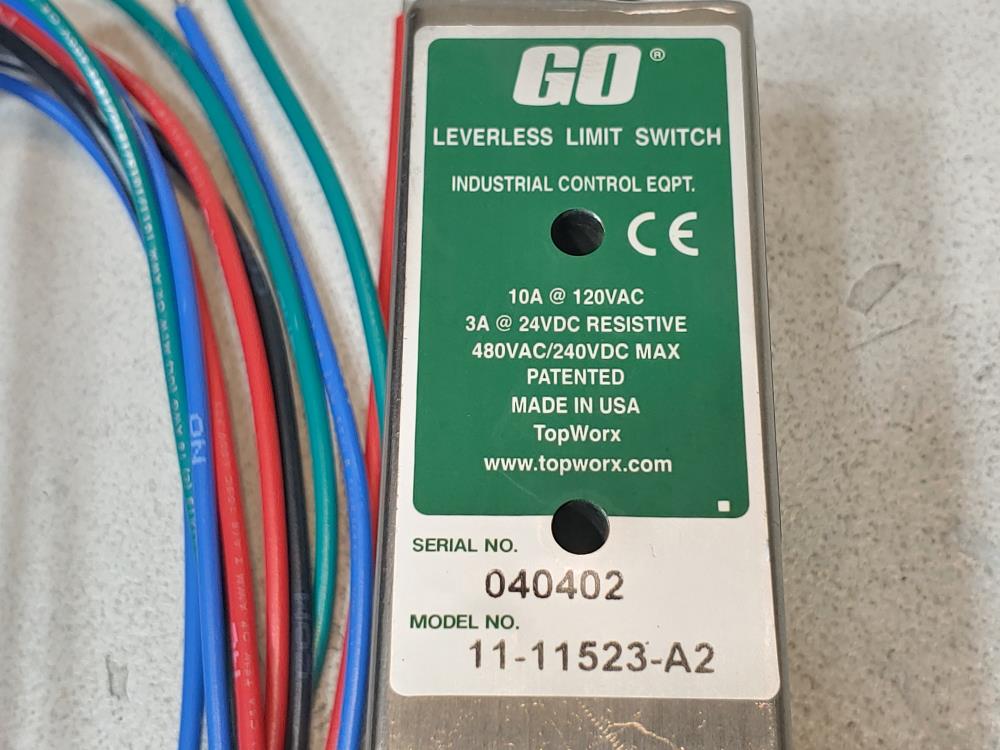 GO®
LEVERLESS LIMIT SWITCH
INDUSTRIAL CONTROL EQPT.
CE
10A @ 120VAC
3A @ 24VDC RESISTIVE
480VAC/240VDC MAX
PATENTED
MADE IN USA
TopWorx
www.topworx.com
SERIAL NO.
040402
MODEL NO.
11-11523-A2
NO